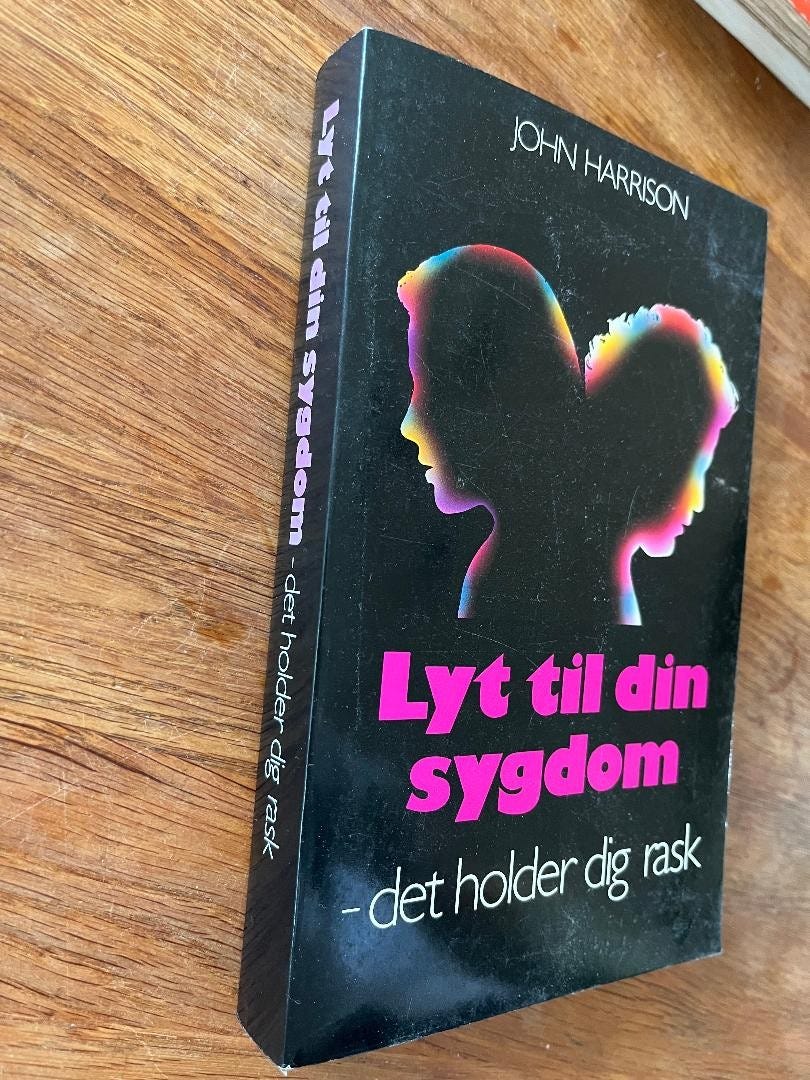 JOHN HARRISON
Lyt til din
sygdom
- det holder dig rask
Lyt til din sygdom - det holder dig rask